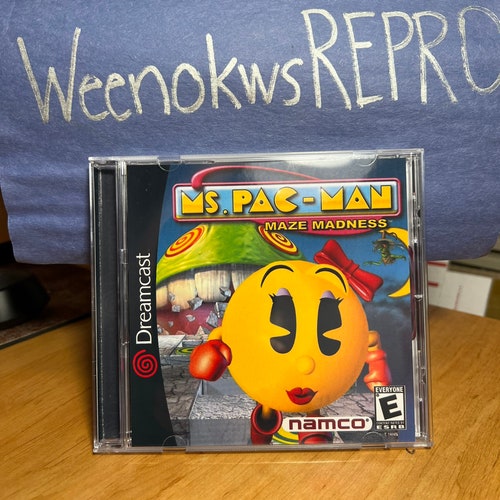 WeenokwsREPRO
MS. PAC-MAN
MAZE MADNESS
Dreamcast
namco
EVERYONE
E
ESRB